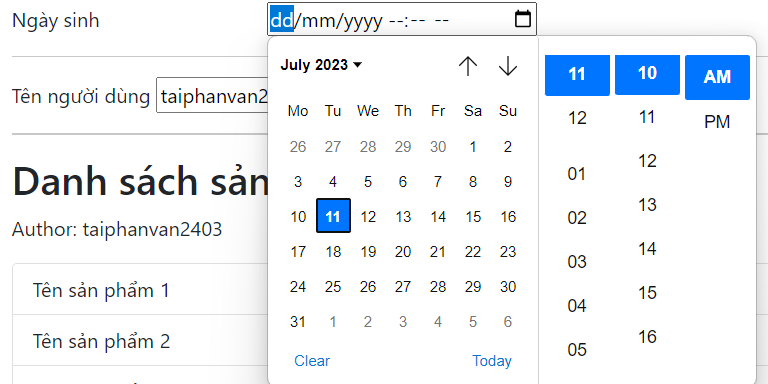 Ngày sinh
dd/mm/yyyy --:-- --
Tên người dùng
taiphanvan2
Danh sách sản
Author: taiphanvan2403
Tên sản phẩm 1
Tên sản phẩm 2
July 2023
Mo Tu We Th Fr Sa Su
26 27 28 29 30 1 2
3 4 5 6 7 8 9
10 11 12 13 14 15 16
17 18 19 20 21 22 23
24 25 26 27 28 29 30
31 1 2 3 4 5 6
Clear Today
11 10 AM
12 11 PM
01 12
02 13
03 14
04 15
05 16